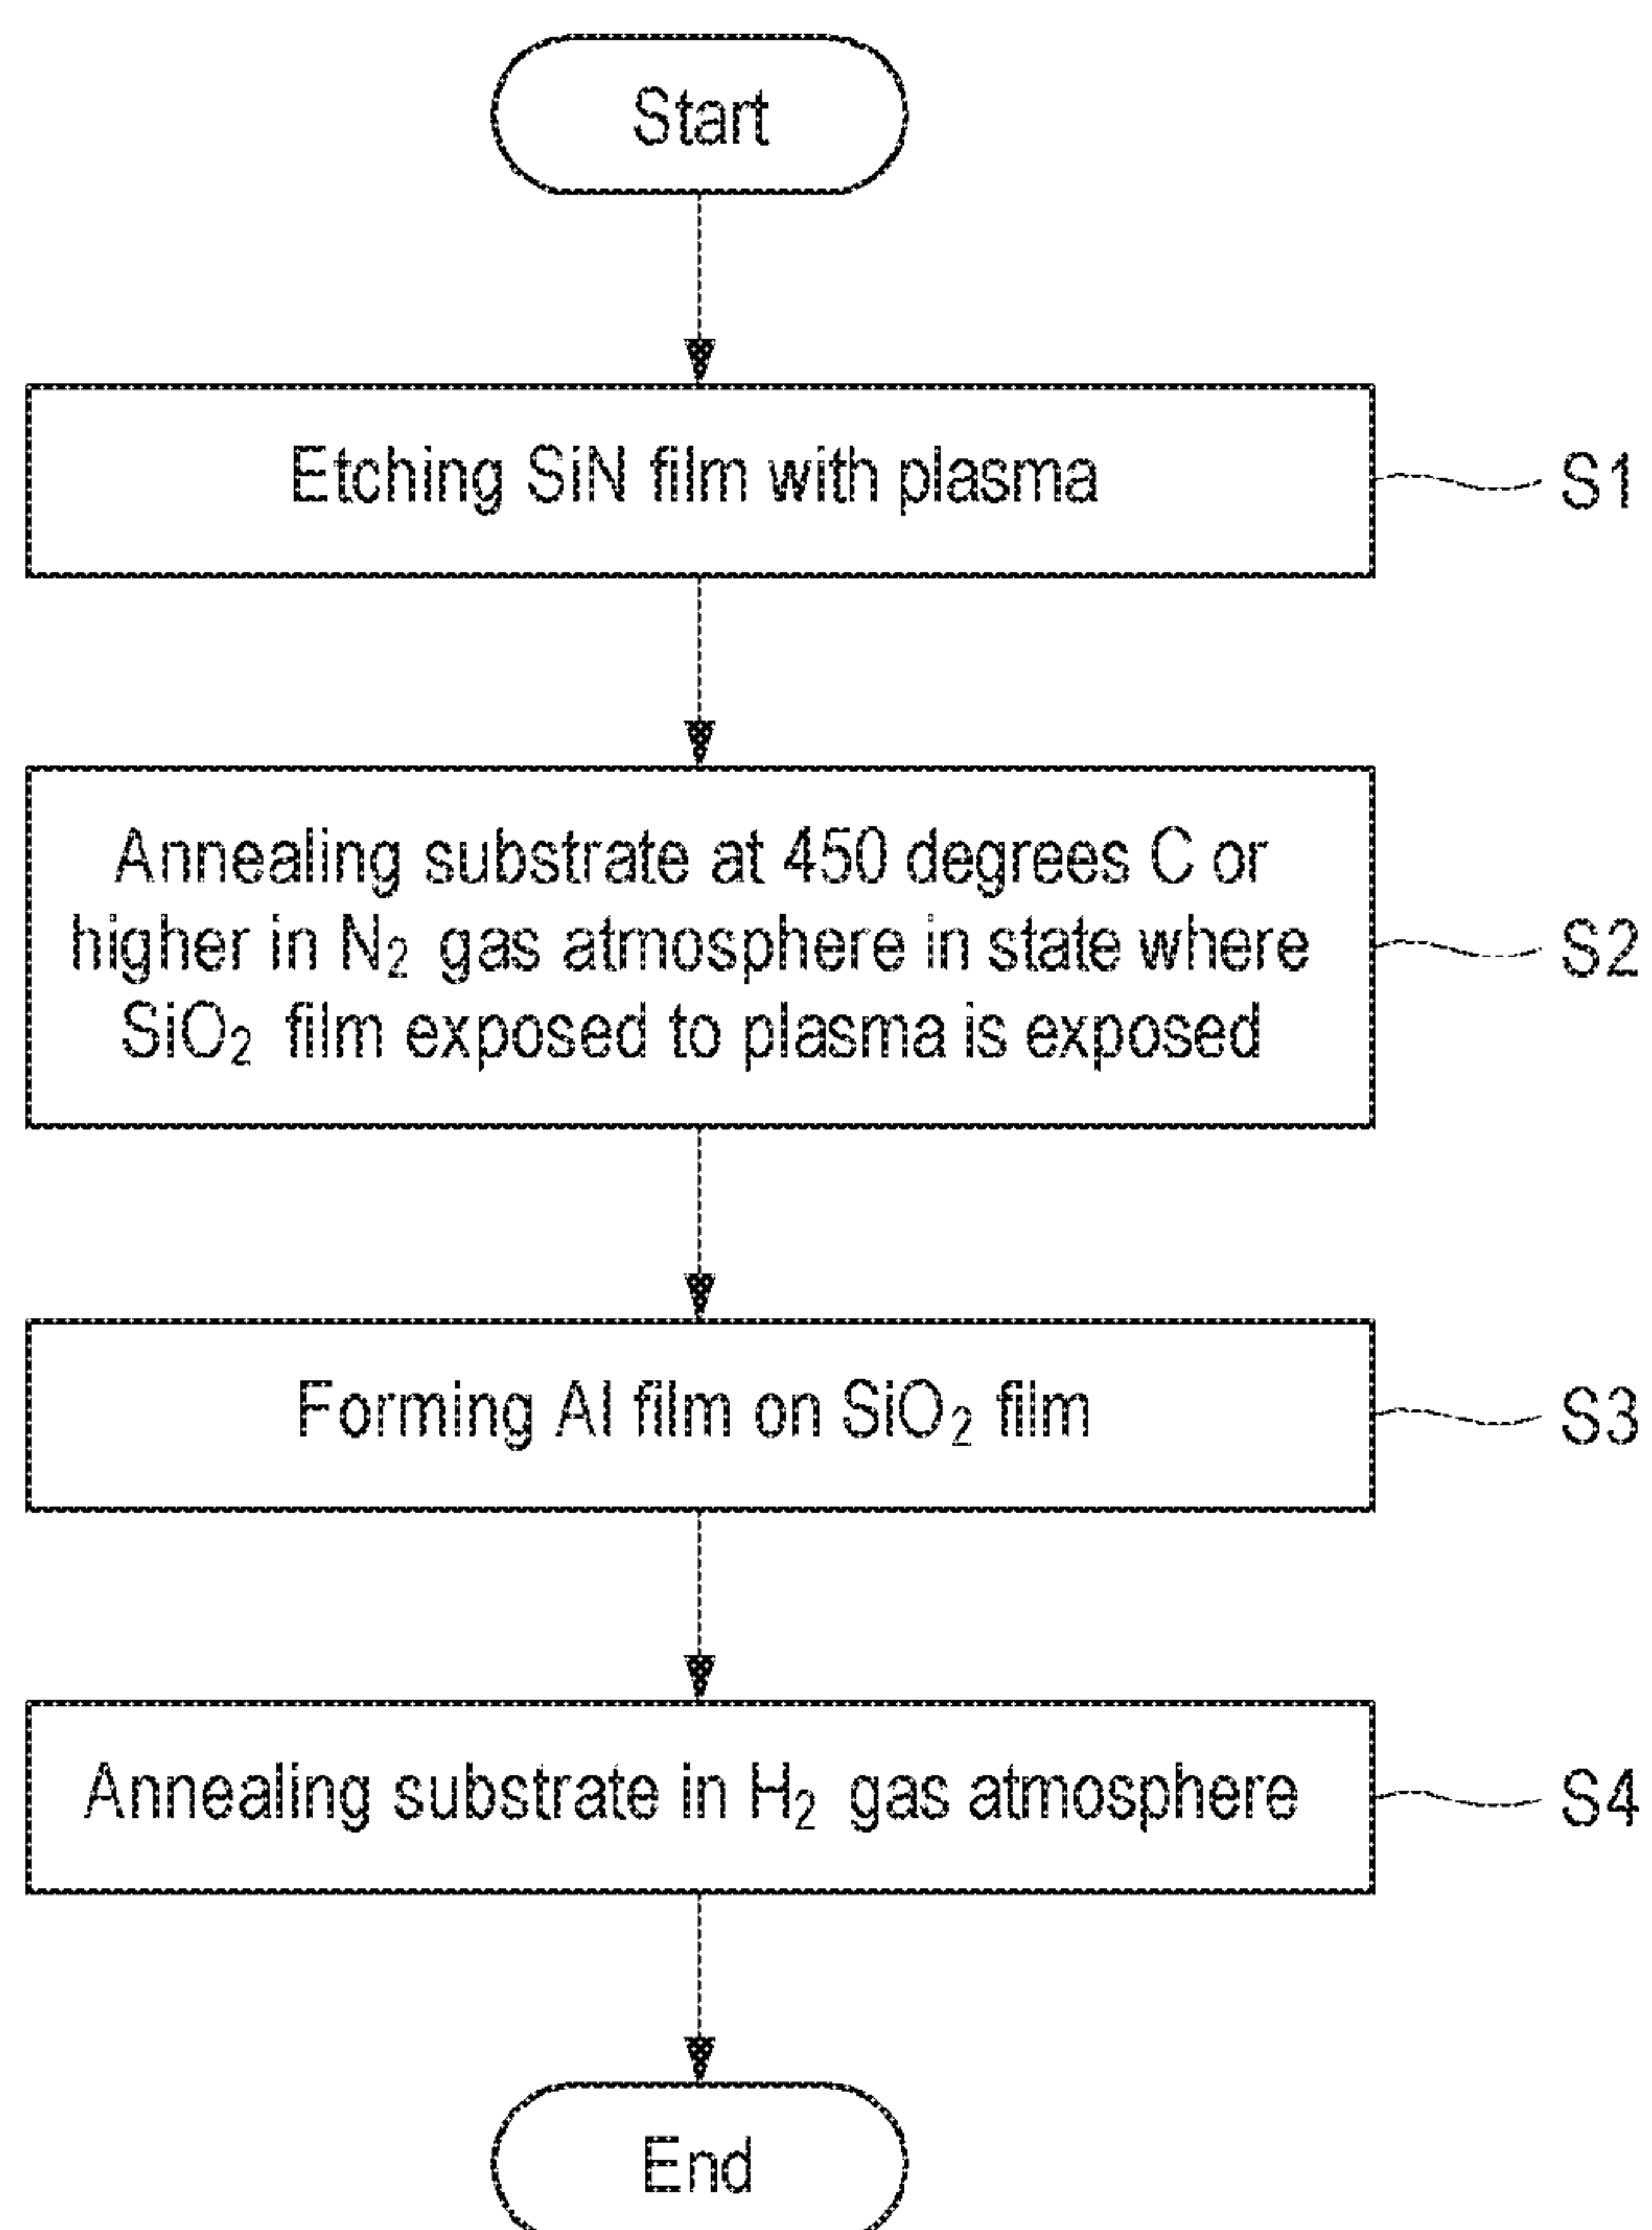 Start
Etching SiN film with plasma
S1
Annealing substrate at 450 degrees C or
higher in N₂ gas atmosphere in state where
SiO₂ film exposed to plasma is exposed
S2
Forming Al film on SiO₂ film
S3
Annealing substrate in H₂ gas atmosphere
S4
End